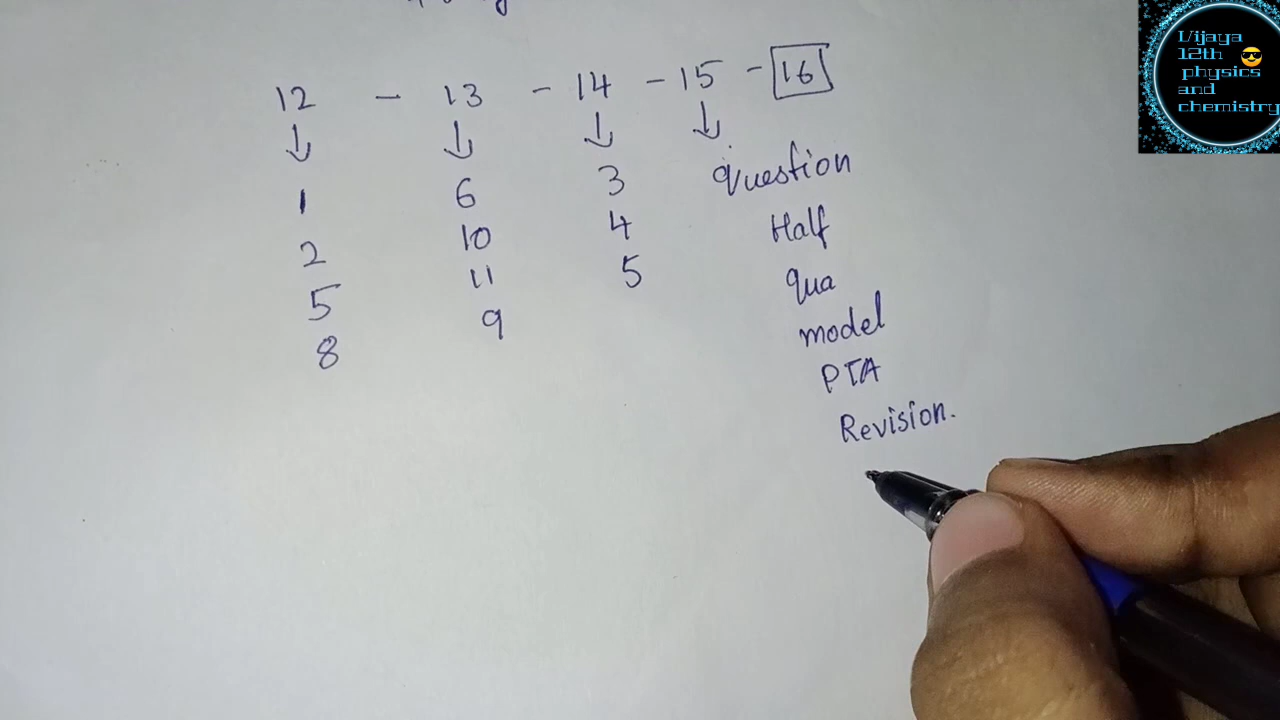 12 - 13 - 14 - 15 - 16
↓ ↓ ↓ ↓
1 6 3 Question
2 10 4 Half
5 11 5 Qua
8 9 model
PTA
Revision.
Vijaya
12th 😎
physics
and
chemistry